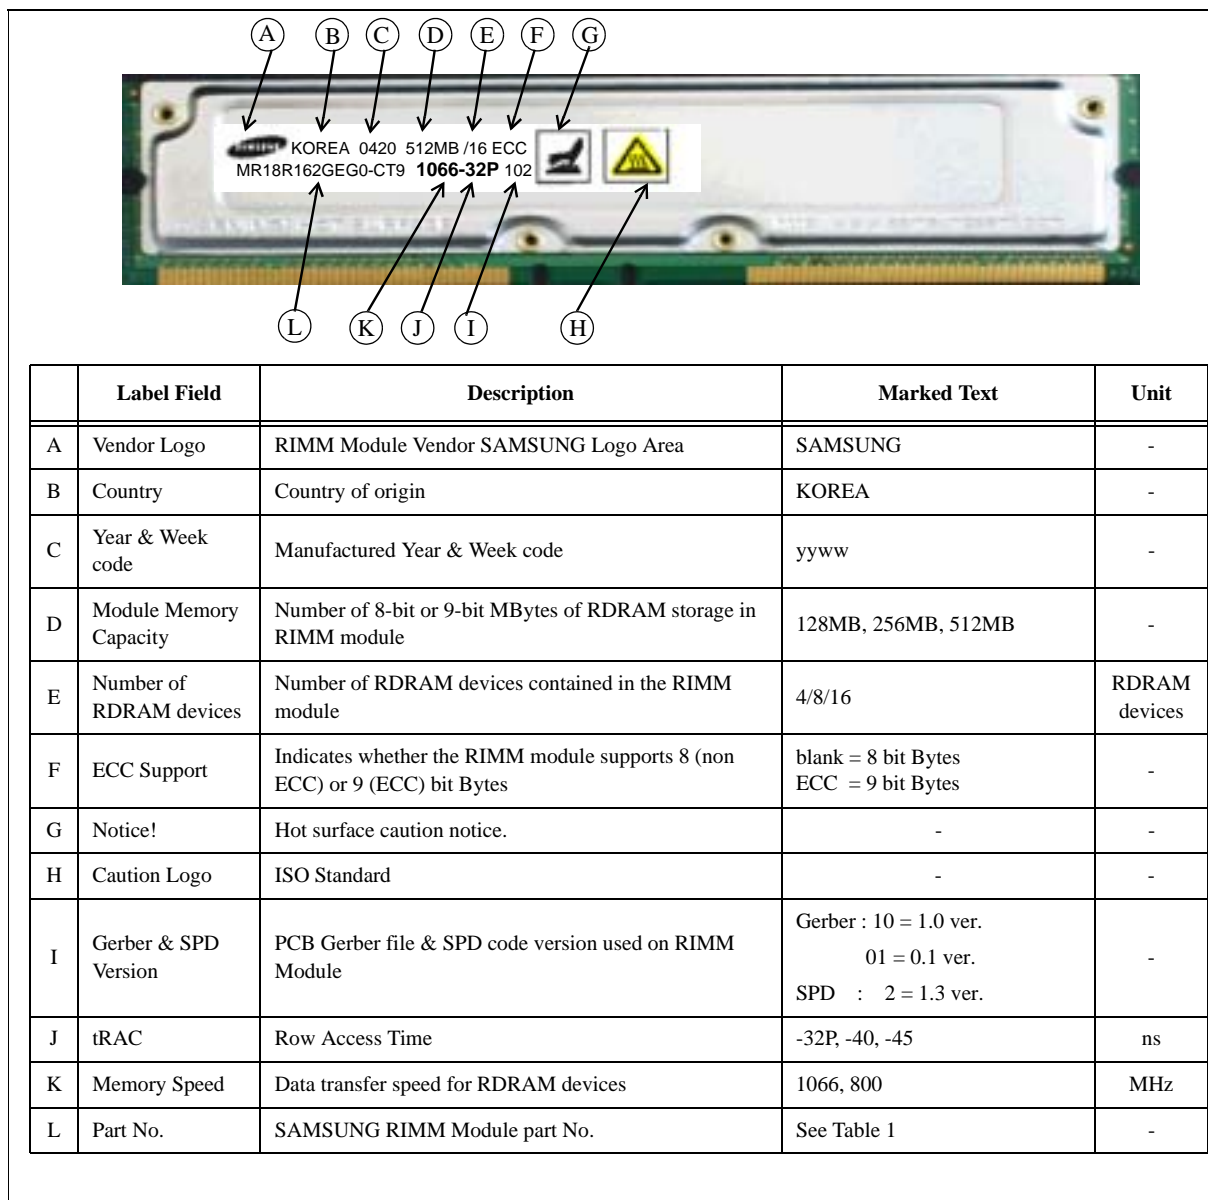 A B C D E F G
SAMSUNG KOREA 0420 512MB /16 ECC
MR18R162GEG0-CT9 1066-32P 102
L K J I H
Label Field Description Marked Text Unit
A Vendor Logo RIMM Module Vendor SAMSUNG Logo Area SAMSUNG -
B Country Country of origin KOREA -
C Year & Week code Manufactured Year & Week code yyww -
D Module Memory Capacity Number of 8-bit or 9-bit MBytes of RDRAM storage in RIMM module 128MB, 256MB, 512MB -
E Number of RDRAM devices Number of RDRAM devices contained in the RIMM module 4/8/16 RDRAM devices
F ECC Support Indicates whether the RIMM module supports 8 (non ECC) or 9 (ECC) bit Bytes blank = 8 bit Bytes ECC = 9 bit Bytes -
G Notice! Hot surface caution notice. - -
H Caution Logo ISO Standard - -
I Gerber & SPD Version PCB Gerber file & SPD code version used on RIMM Module Gerber : 10 = 1.0 ver. 01 = 0.1 ver. SPD : 2 = 1.3 ver. -
J tRAC Row Access Time -32P, -40, -45 ns
K Memory Speed Data transfer speed for RDRAM devices 1066, 800 MHz
L Part No. SAMSUNG RIMM Module part No. See Table 1 -